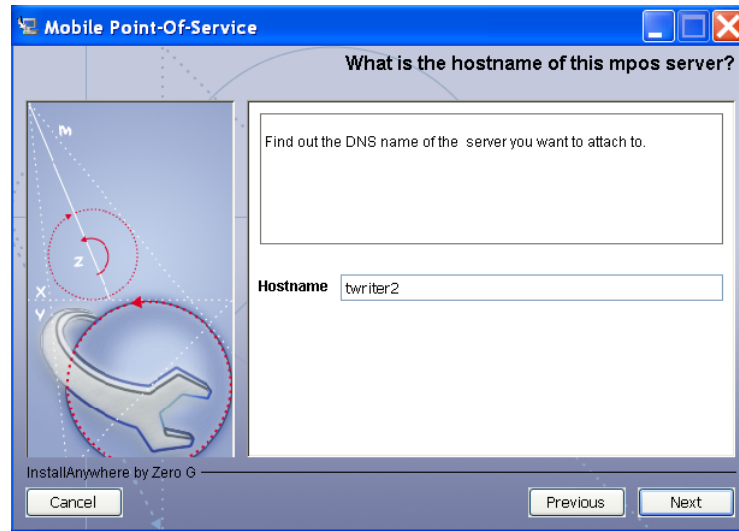 Mobile Point-Of-Service
What is the hostname of this mpos server?
m
z
X
Y
Find out the DNS name of the  server you want to attach to.
Hostname twriter2
InstallAnywhere by Zero G
Cancel Previous Next